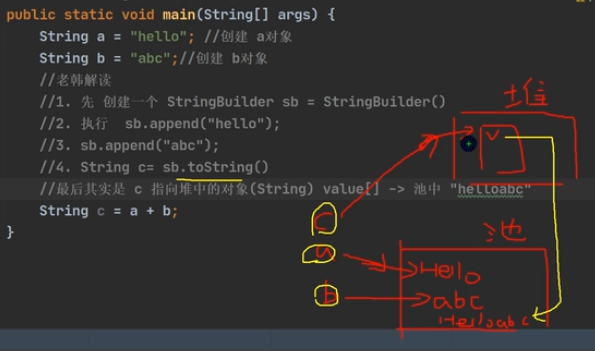 public static void main(String[] args) {
String a = "hello"; //创建 a对象
String b = "abc";//创建 b对象
//老韩解读
//1. 先 创建一个 StringBuilder sb = StringBuilder()
//2. 执行  sb.append("hello");
//3. sb.append("abc");
//4. String c= sb.toString()
//最后其实是 c 指向堆中的对象(String) value[] -> 池中 "helloabc"
String c = a + b;
}
堆
V
C
池
a
Hello
b
abc
Helloabc